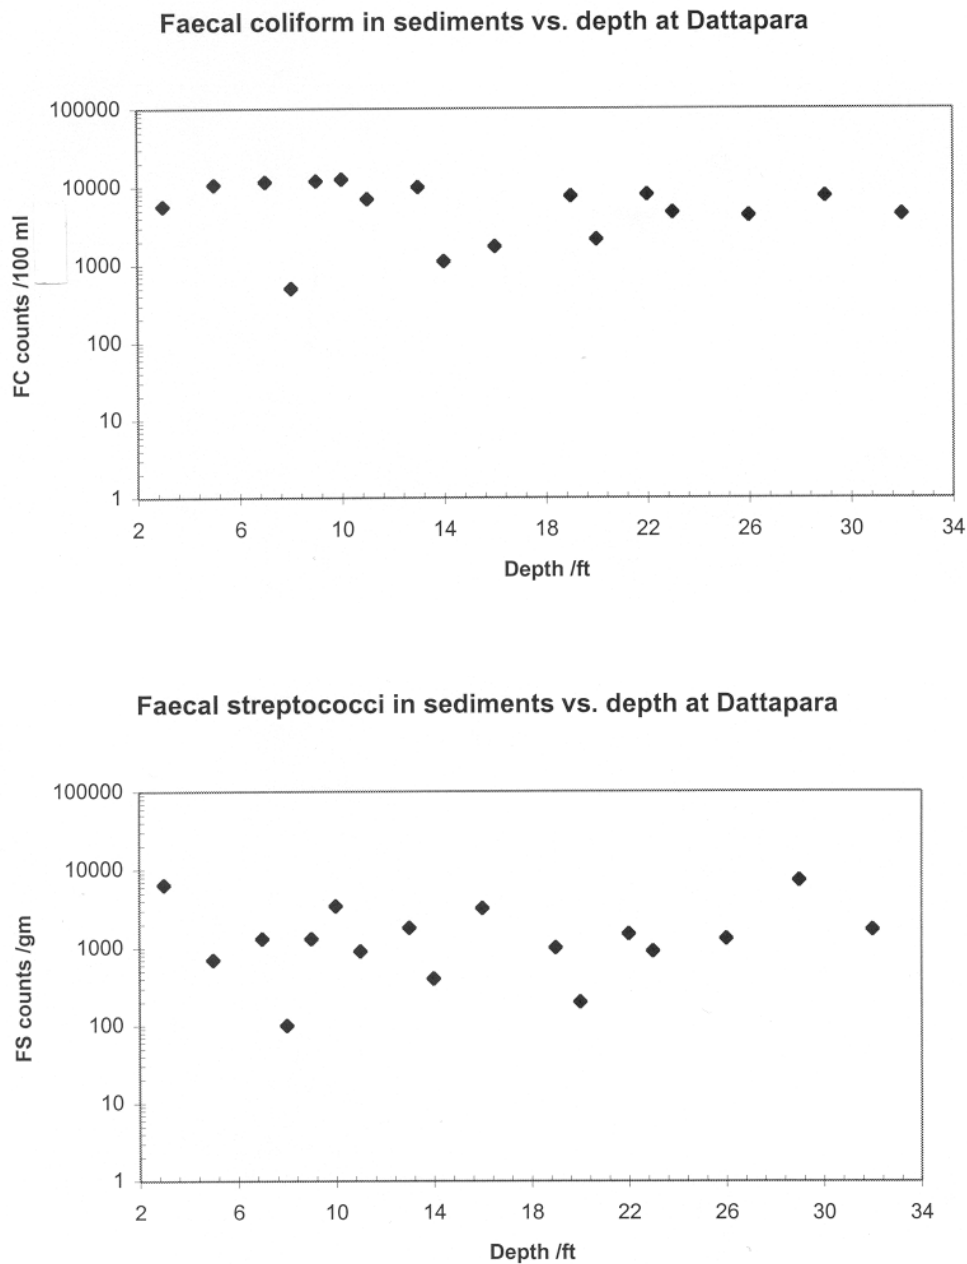 Faecal coliform in sediments vs. depth at Dattapara
100000
10000
1000
100
10
1
FC counts /100 ml
2 6 10 14 18 22 26 30 34
Depth /ft
Faecal streptococci in sediments vs. depth at Dattapara
100000
10000
1000
100
10
1
FS counts /gm
2 6 10 14 18 22 26 30 34
Depth /ft